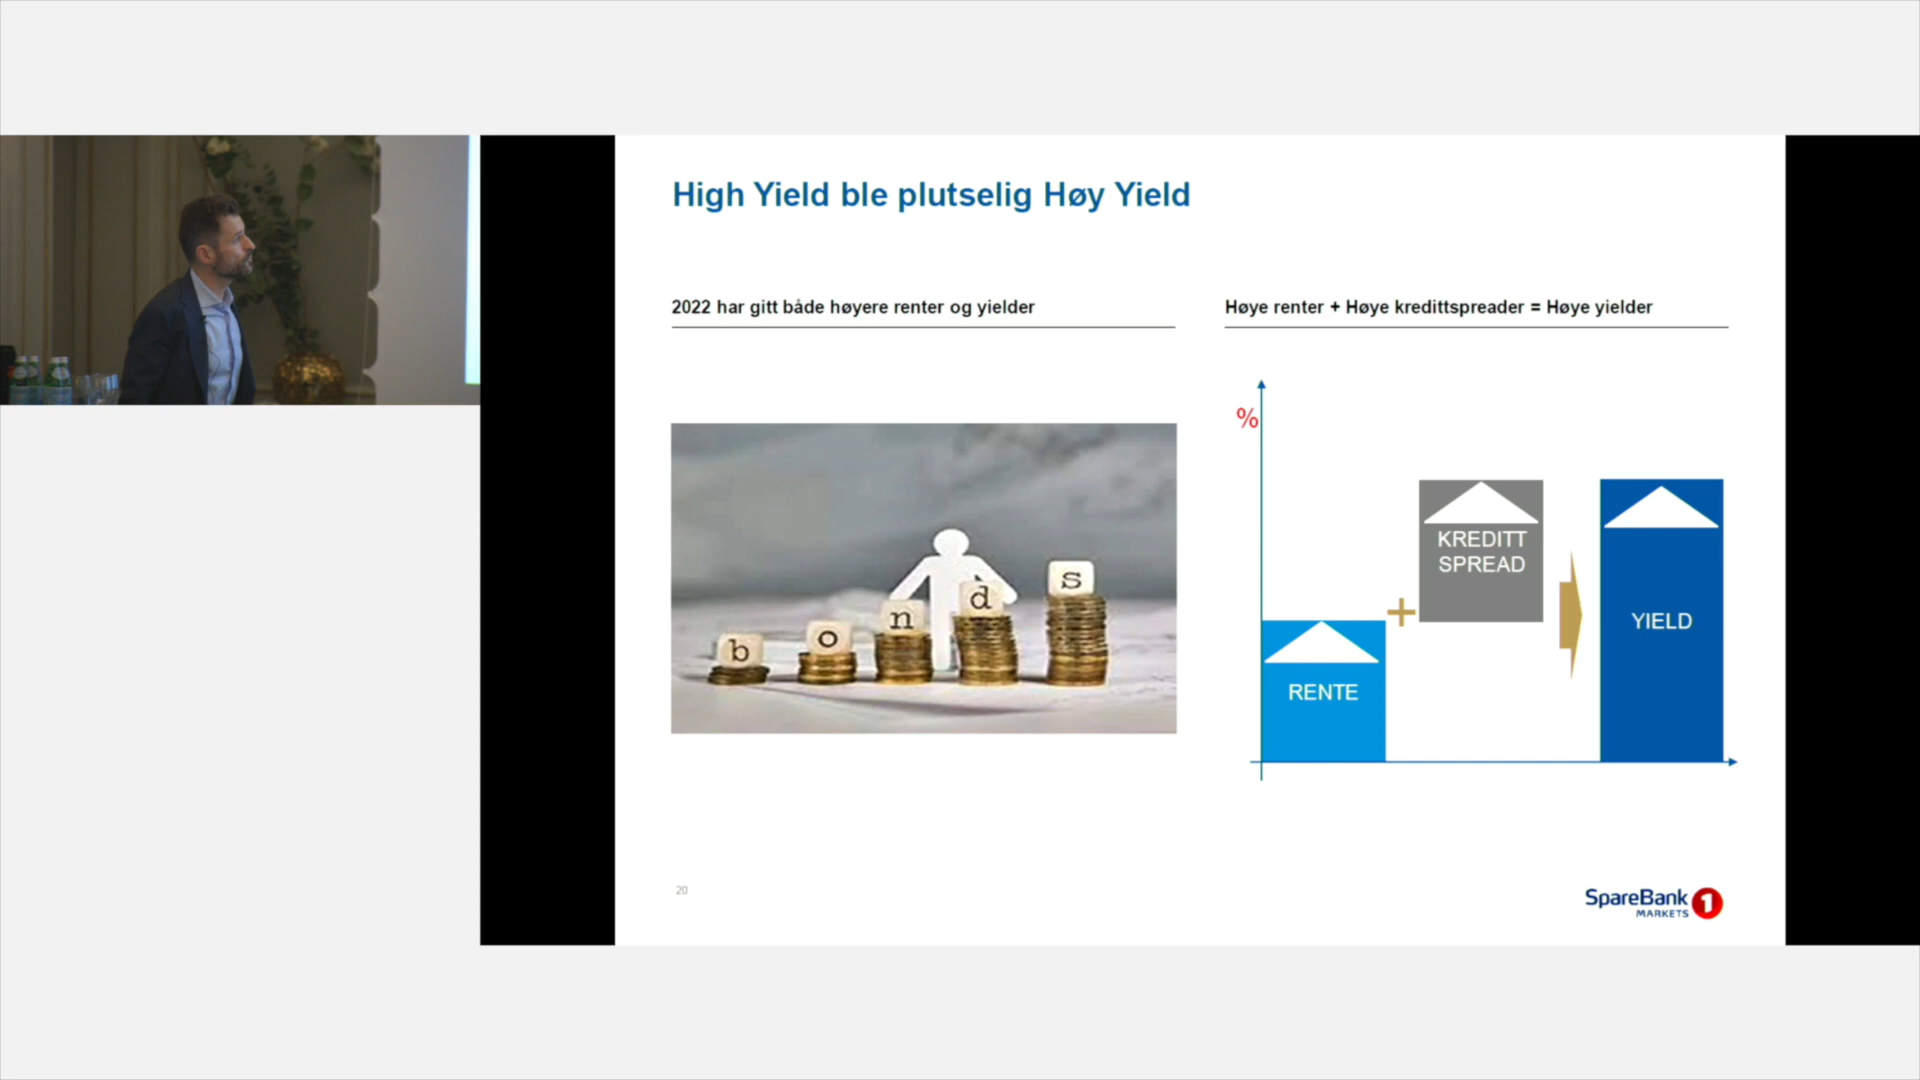 High Yield ble plutselig Høy Yield
2022 har gitt både høyere renter og yielder
b o n d s
Høye renter + Høye kredittspreader = Høye yielder
%
RENTE
+
KREDITT
SPREAD
YIELD
20
SpareBank 1
MARKETS